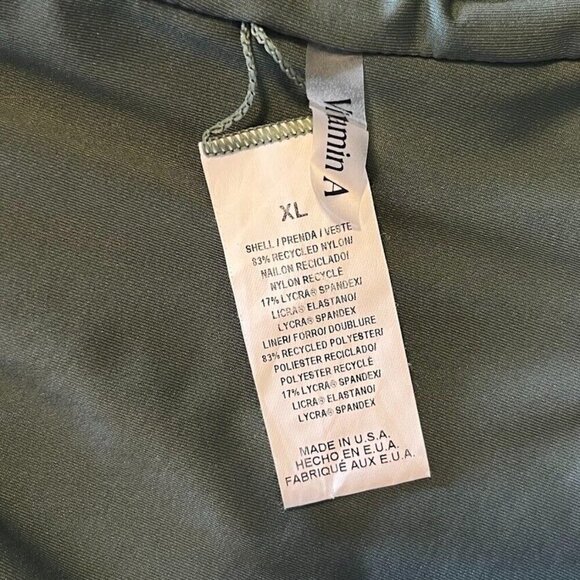 Vitamin A
XL
SHELL / PRENDA / VESTE
83% RECYCLED NYLON/
NAILON RECICLADO/
NYLON RECYCLÉ
17% LYCRA® SPANDEX/
LICRA® ELASTANO/
LYCRA® SPANDEX
LINER/ FORRO/ DOUBLURE
83% RECYCLED POLYESTER/
POLIESTER RECICLADO/
POLYESTER RECYCLÉ
17% LYCRA® SPANDEX/
LICRA® ELASTANO/
LYCRA® SPANDEX
MADE IN U.S.A.
HECHO EN E.U.A.
FABRIQUÉ AUX E.U.A.